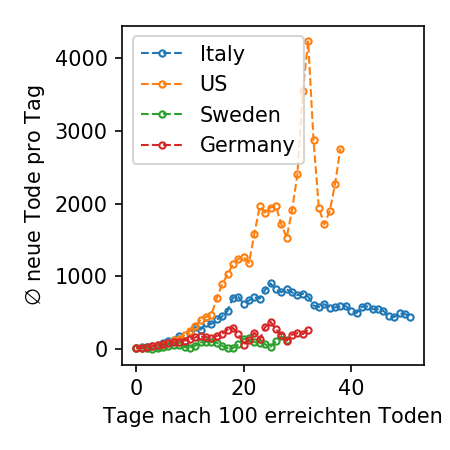 Italy
US
Sweden
Germany
∅ neue Tode pro Tag
4000
3000
2000
1000
0
0 20 40
Tage nach 100 erreichten Toden